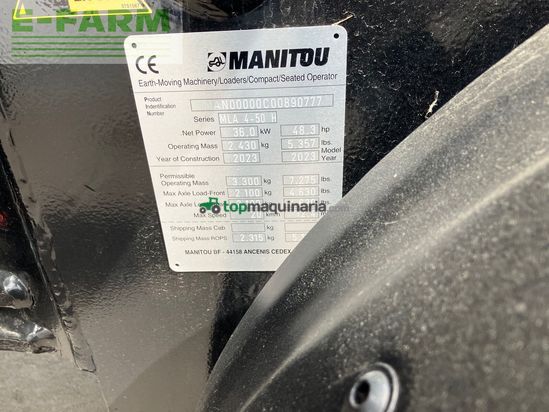 E-FARM
CE MANITOU
Earth-Moving Machinery/Loaders/Compact/Seated Operator
Product
Indentification
Number AN00000C00890777
Series MLA 4-50 H
Net Power 36,0 kW 48.3 hp
Operating Mass 2.430 kg 5.357 lbs.
Year of Construction 2023 2023 Model Year
Permissible
Operating Mass 3.300 kg 7.275 lbs.
Max Axle Load-Front 2.100 kg 4.630 lbs.
Max Axle Load
topmaquinaria.com
Max Speed 20 km/h
Shipping Mass Cab kg
Shipping Mass ROPS 2.315 kg
MANITOU BF - 44158 ANCENIS CEDEX